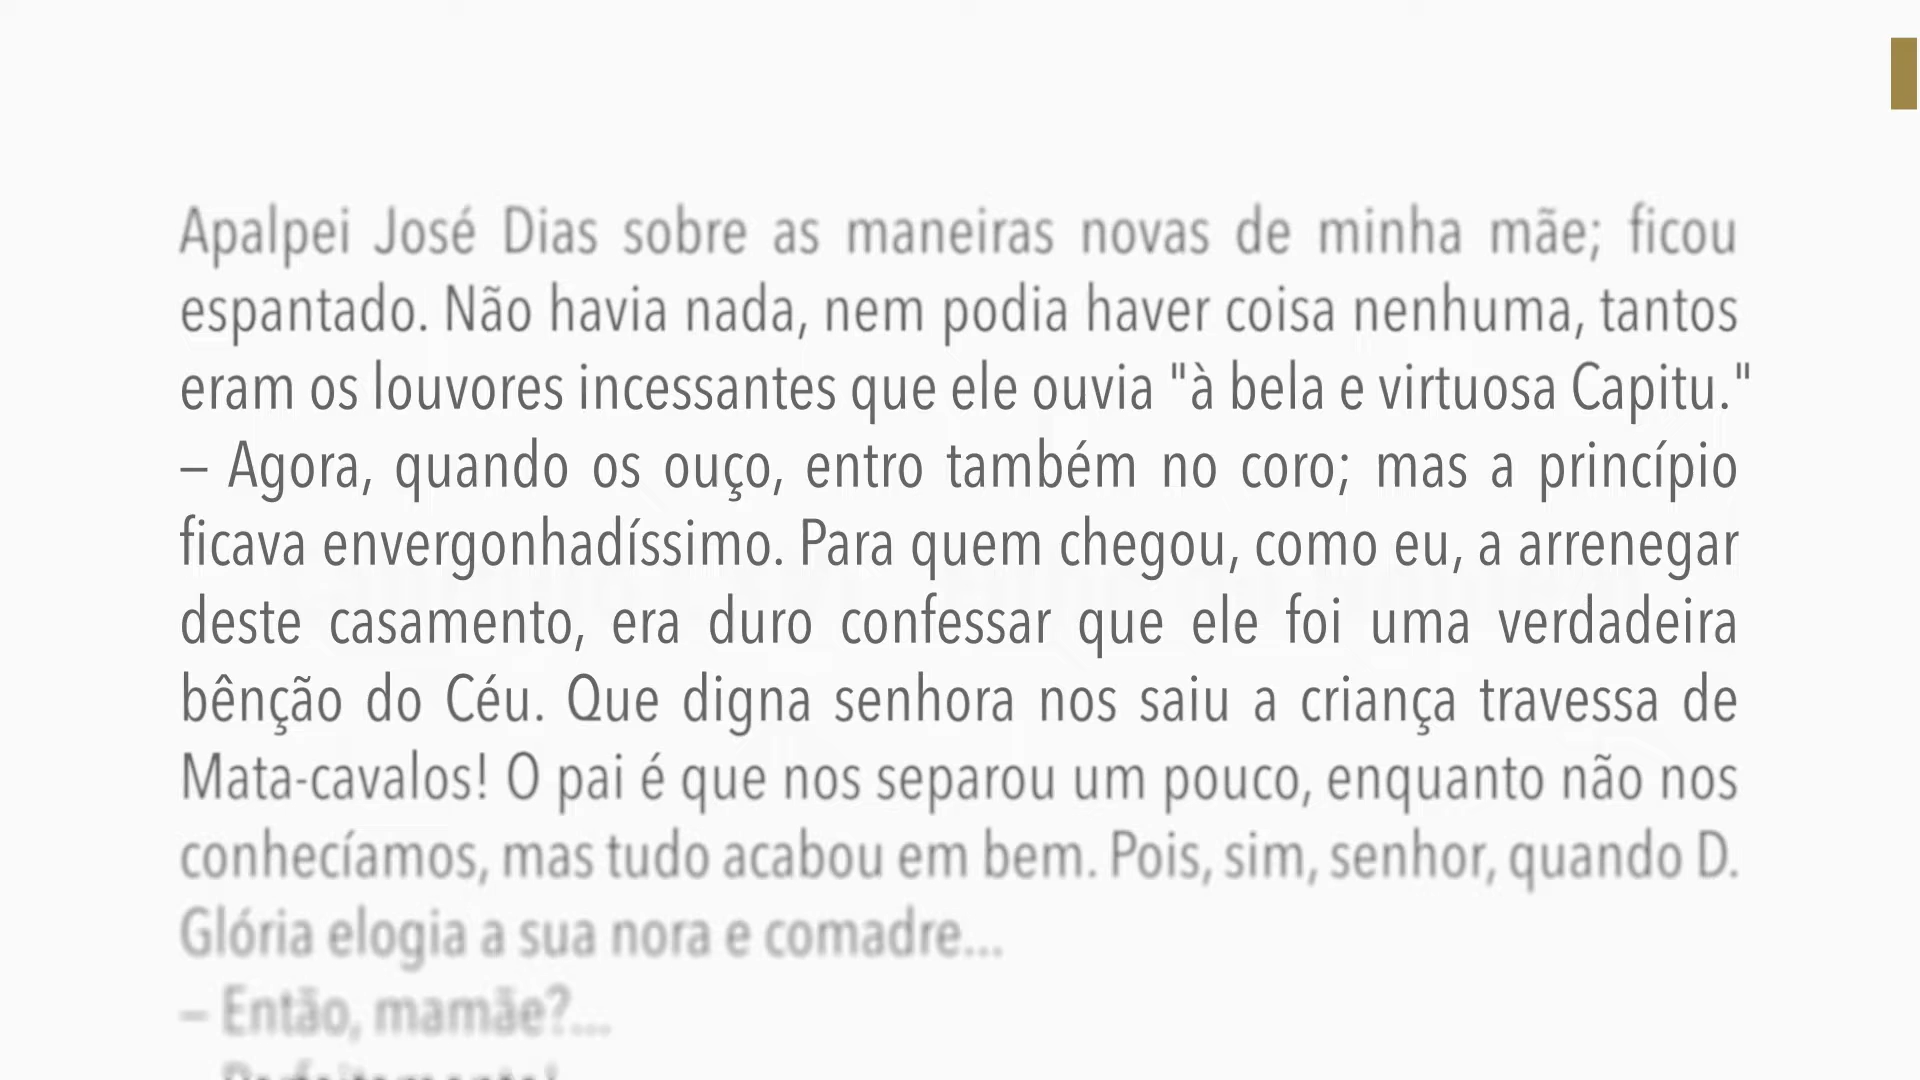 Apalpei José Dias sobre as maneiras novas de minha mãe; ficou
espantado. Não havia nada, nem podia haver coisa nenhuma, tantos
eram os louvores incessantes que ele ouvia "à bela e virtuosa Capitu."
– Agora, quando os ouço, entro também no coro; mas a princípio
ficava envergonhadíssimo. Para quem chegou, como eu, a arrenegar
deste casamento, era duro confessar que ele foi uma verdadeira
bênção do Céu. Que digna senhora nos saiu a criança travessa de
Mata-cavalos! O pai é que nos separou um pouco, enquanto não nos
conhecíamos, mas tudo acabou em bem. Pois, sim, senhor, quando D.
Glória elogia a sua nora e comadre...
– Então, mamãe?...